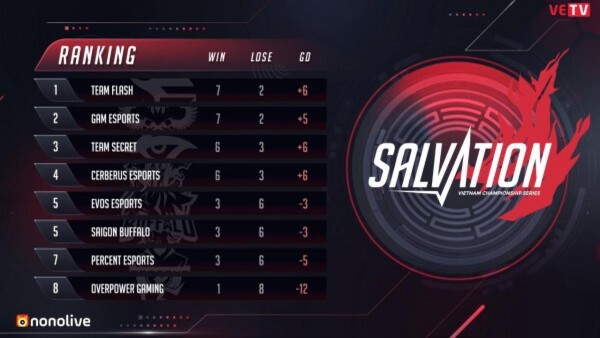 VETV
RANKING WIN LOSE GD
1 TEAM FLASH 7 2 +6
2 GAM ESPORTS 7 2 +5
3 TEAM SECRET 6 3 +6
4 CERBERUS ESPORTS 6 3 +6
5 EVOS ESPORTS 3 6 -3
5 SAIGON BUFFALO 3 6 -3
7 PERCENT ESPORTS 3 6 -5
8 OVERPOWER GAMING 1 8 -12
SALVATION
VIETNAM CHAMPIONSHIP SERIES
nonolive